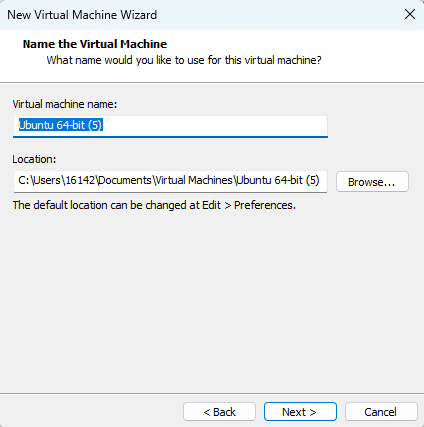 New Virtual Machine Wizard
Name the Virtual Machine
What name would you like to use for this virtual machine?
Virtual machine name:
Ubuntu 64-bit (5)
Location:
C:\Users\16142\Documents\Virtual Machines\Ubuntu 64-bit (5)
Browse...
The default location can be changed at Edit > Preferences.
< Back
Next >
Cancel